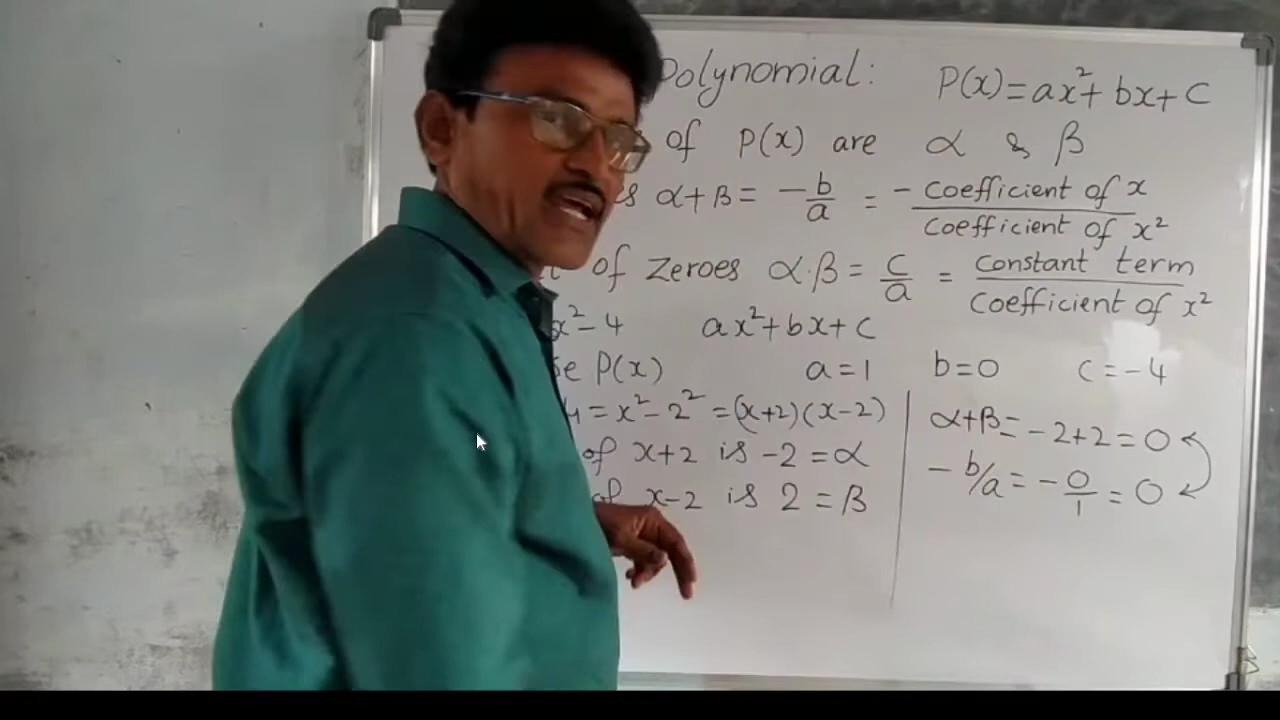 Polynomial: P(x)=ax²+bx+c
of P(x) are α & β
α+β= -b/a = - coefficient of x / coefficient of x²
of zeroes α.β = c/a = constant term / coefficient of x²
x²-4 ax²+bx+c
P(x) a=1 b=0 c=-4
= x²-2² =(x+2)(x-2) α+β= -2+2=0
of x+2 is -2=α -b/a = -0/1 = 0
of x-2 is 2=β